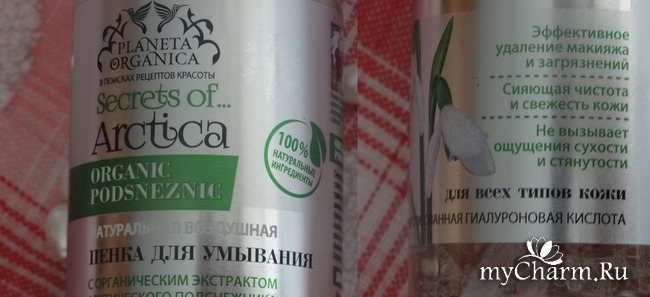 PLANETA
ORGANICA
В ПОИСКАХ РЕЦЕПТОВ КРАСОТЫ
Secrets of...
Arctica
ORGANIC
PODSNEZNIC
100%
НАТУРАЛЬНЫЕ
ИНГРЕДИЕНТЫ
НАТУРАЛЬНАЯ ВОЗДУШНАЯ
ПЕНКА ДЛЯ УМЫВАНИЯ
С ОРГАНИЧЕСКИМ ЭКСТРАКТОМ
Эффективное
удаление макияжа
и загрязнений
Сияющая чистота
и свежесть кожи
Не вызывает
ощущения сухости
и стянутости
для всех типов кожи
ГИАЛУРОНОВАЯ КИСЛОТА
myCharm.Ru